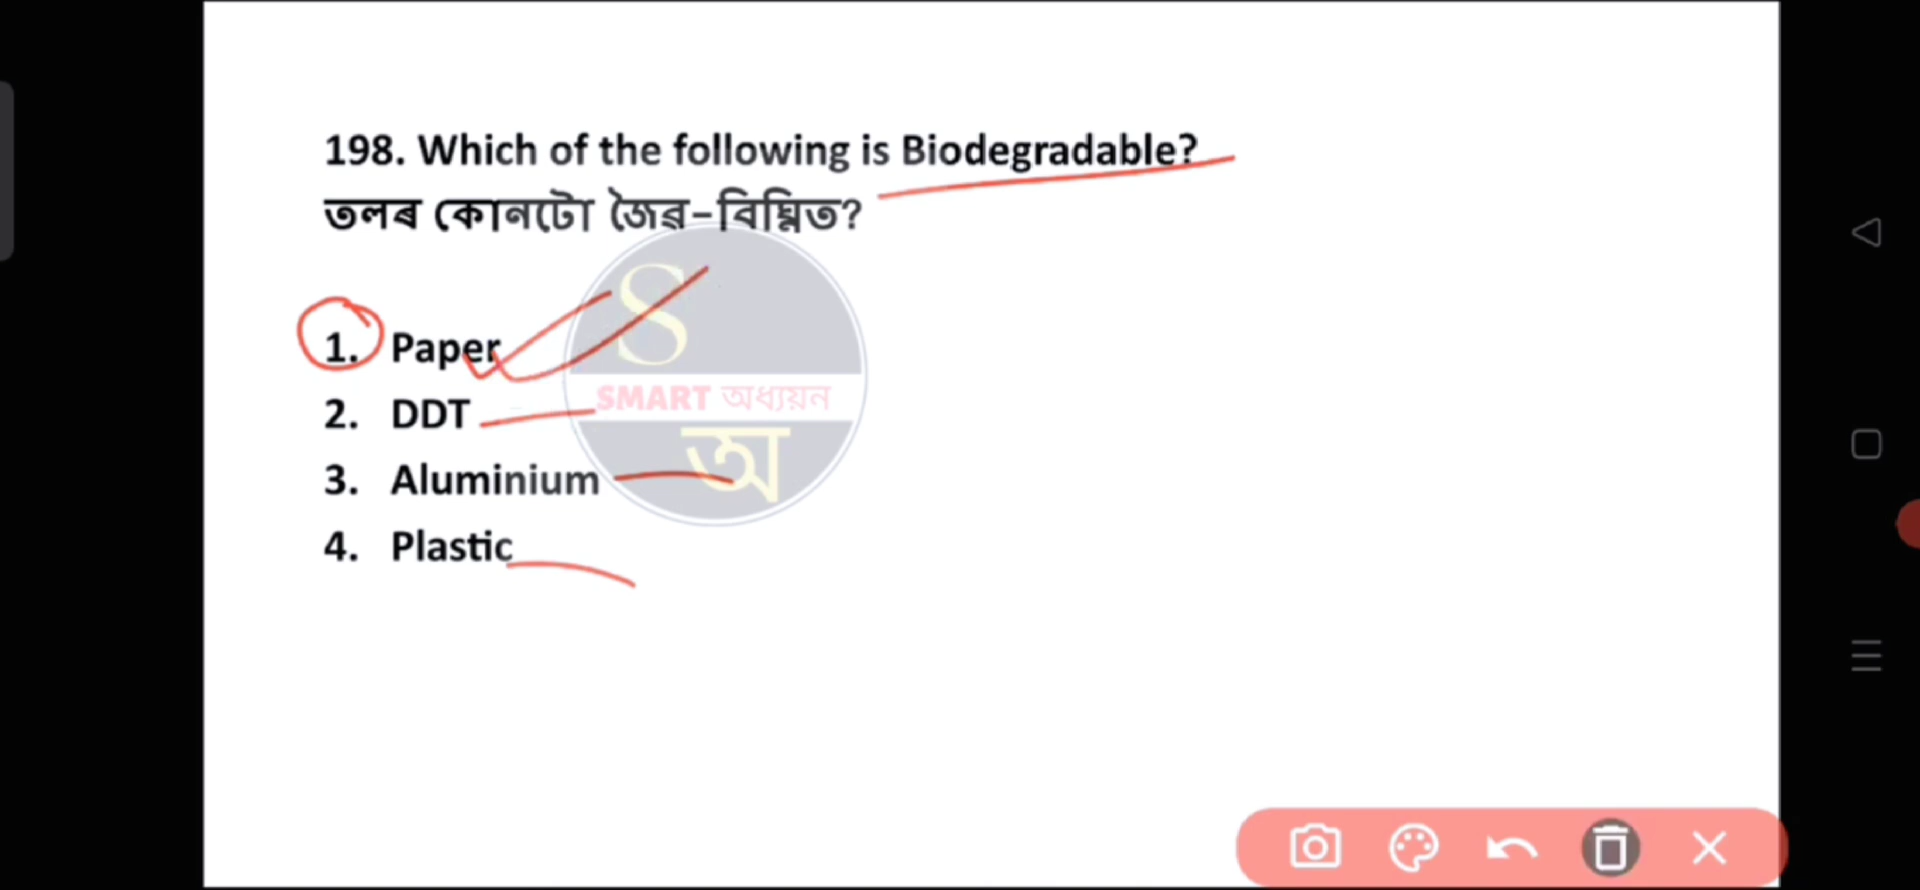 198. Which of the following is Biodegradable?
তলৰ কোনটো জৈৱ-বিঘ্নিত?
1. Paper
2. DDT
3. Aluminium
4. Plastic
S
SMART অধ্যয়ন
অ